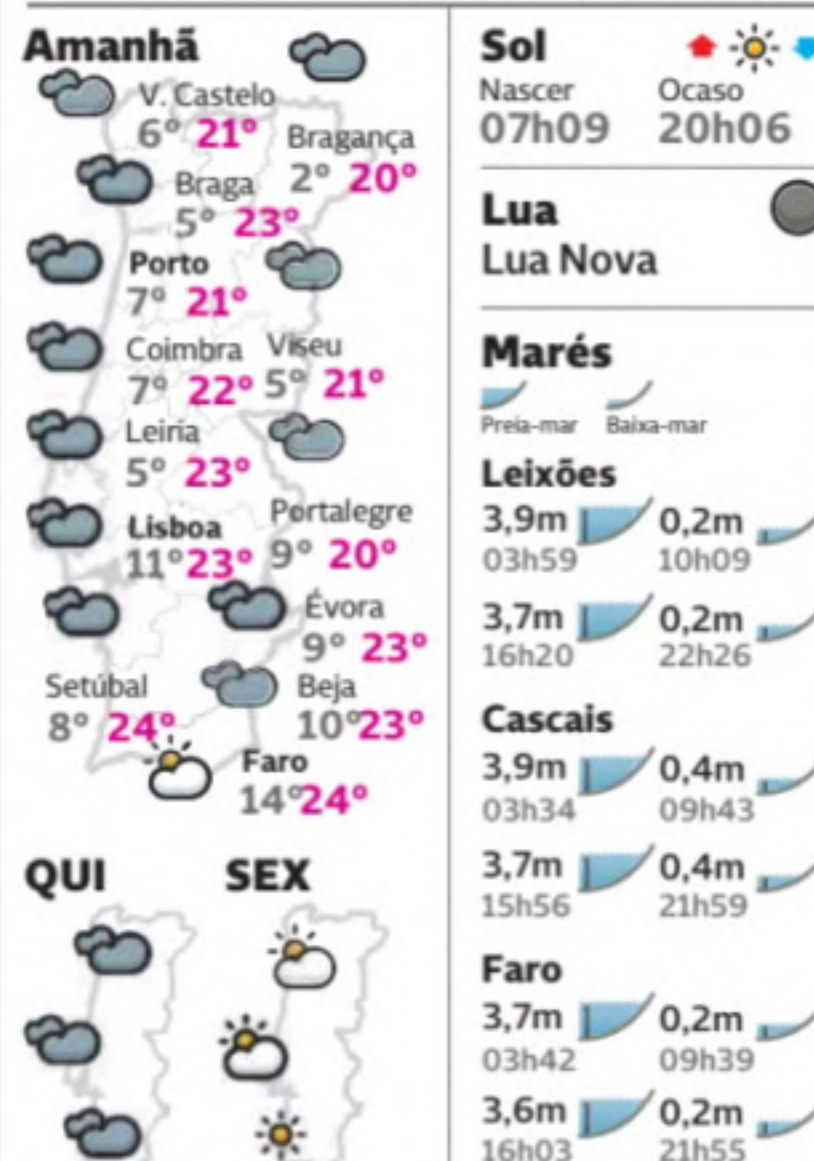 Amanhã
V. Castelo
6° 21°
Bragança
2° 20°
Braga
5° 23°
Porto
7° 21°
Coimbra
7° 22°
Viseu
5° 21°
Leiria
5° 23°
Lisboa
11° 23°
Portalegre
9° 20°
Évora
9° 23°
Setúbal
8° 24°
Beja
10° 23°
Faro
14° 24°
QUI
SEX
Sol
Nascer
Ocaso
07h09
20h06
Lua
Lua Nova
Marés
Preia-mar
Baixa-mar
Leixões
3,9m
0,2m
03h59
10h09
3,7m
0,2m
16h20
22h26
Cascais
3,9m
0,4m
03h34
09h43
3,7m
0,4m
15h56
21h59
Faro
3,7m
0,2m
03h42
09h39
3,6m
0,2m
16h03
21h55